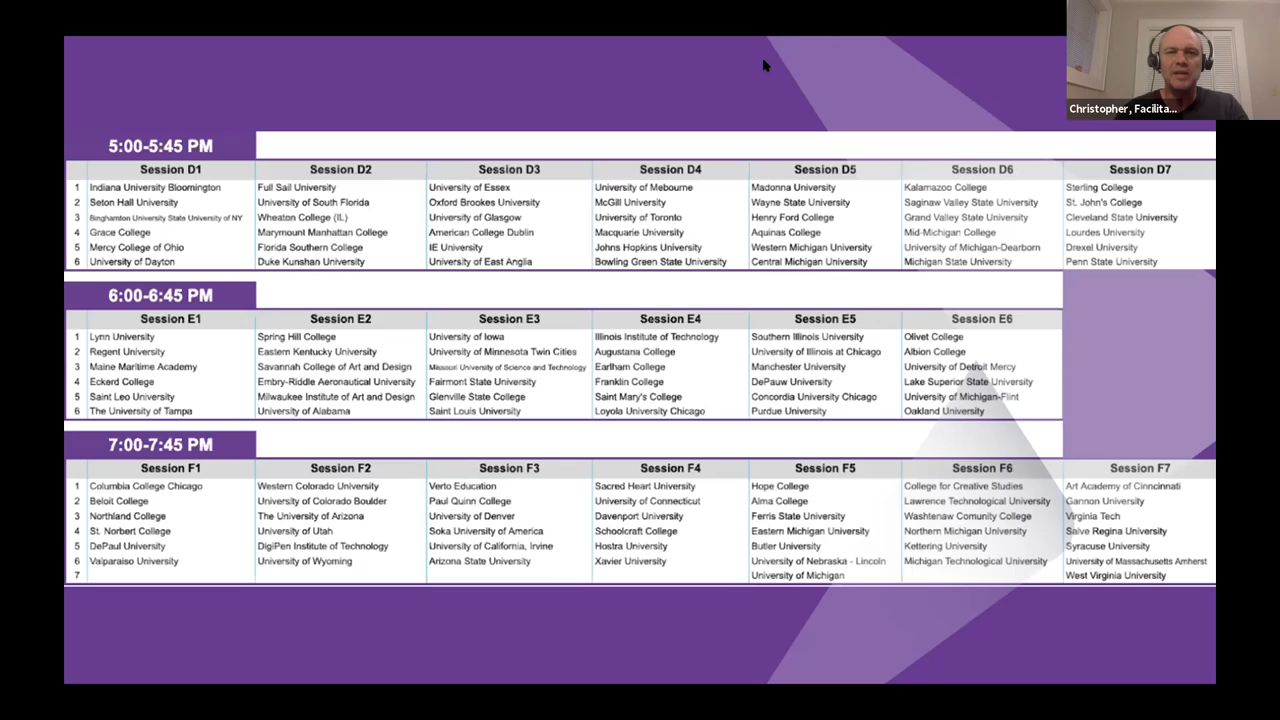 Christopher, Facilita...
5:00-5:45 PM
Session D1 Session D2 Session D3 Session D4 Session D5 Session D6 Session D7
1 Indiana University Bloomington Full Sail University University of Essex University of Mebourne Madonna University Kalamazoo College Sterling College
2 Seton Hall University University of South Florida Oxford Brookes University McGill University Wayne State University Saginaw Valley State University St. John's College
3 Binghamton University State University of NY Wheaton College (IL) University of Glasgow University of Toronto Henry Ford College Grand Valley State University Cleveland State University
4 Grace College Marymount Manhattan College American College Dublin Macquarie University Aquinas College Mid-Michigan College Lourdes University
5 Mercy College of Ohio Florida Southern College IE University Johns Hopkins University Western Michigan University University of Michigan-Dearborn Drexel University
6 University of Dayton Duke Kunshan University University of East Anglia Bowling Green State University Central Michigan University Michigan State University Penn State University
6:00-6:45 PM
Session E1 Session E2 Session E3 Session E4 Session E5 Session E6
1 Lynn University Spring Hill College University of Iowa Illinois Institute of Technology Southern Illinois University Olivet College
2 Regent University Eastern Kentucky University University of Minnesota Twin Cities Augustana College University of Illinois at Chicago Albion College
3 Maine Maritime Academy Savannah College of Art and Design Missouri University of Science and Technology Earlham College Manchester University University of Detroit Mercy
4 Eckerd College Embry-Riddle Aeronautical University Fairmont State University Franklin College DePauw University Lake Superior State University
5 Saint Leo University Milwaukee Institute of Art and Design Glenville State College Saint Mary's College Concordia University Chicago University of Michigan-Flint
6 The University of Tampa University of Alabama Saint Louis University Loyola University Chicago Purdue University Oakland University
7:00-7:45 PM
Session F1 Session F2 Session F3 Session F4 Session F5 Session F6 Session F7
1 Columbia College Chicago Western Colorado University Verto Education Sacred Heart University Hope College College for Creative Studies Art Academy of Cinncinati
2 Beloit College University of Colorado Boulder Paul Quinn College University of Connecticut Alma College Lawrence Technological University Gannon University
3 Northland College The University of Arizona University of Denver Davenport University Ferris State University Washtenaw Comunity College Virginia Tech
4 St. Norbert College University of Utah Soka University of America Schoolcraft College Eastern Michigan University Northern Michigan University Salve Regina University
5 DePaul University DigiPen Institute of Technology University of California, Irvine Hostra University Butler University Kettering University Syracuse University
6 Valparaiso University University of Wyoming Arizona State University Xavier University University of Nebraska - Lincoln Michigan Technological University University of Massachusetts Amherst
7 University of Michigan West Virginia University